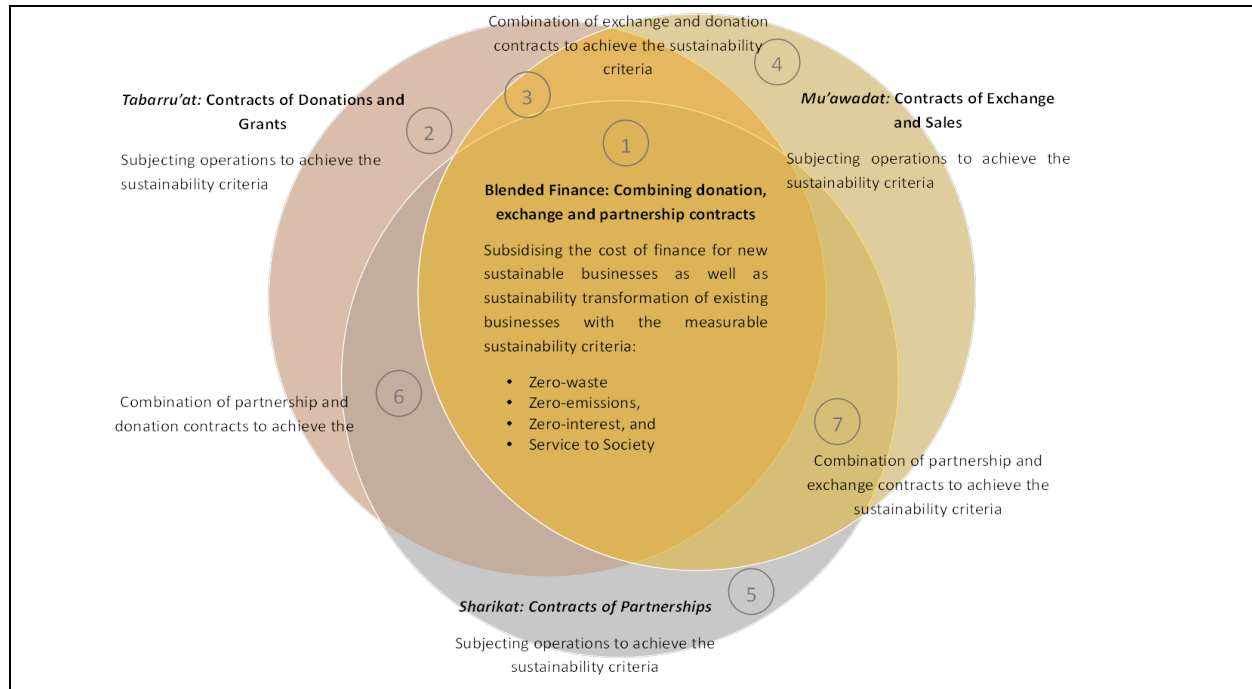 Combination of exchange and donation
contracts to achieve the sustainability
criteria
4
3
Tabarru’at: Contracts of Donations and
Grants
Mu’awadat: Contracts of Exchange
and Sales
2
1
Subjecting operations to achieve the
sustainability criteria
Subjecting operations to achieve the
sustainability criteria
Blended Finance: Combining donation,
exchange and partnership contracts
Subsidising the cost of finance for new
sustainable businesses as well as
sustainability transformation of existing
businesses with the measurable
sustainability criteria:
• Zero-waste
• Zero-emissions,
• Zero-interest, and
• Service to Society
6
Combination of partnership and
donation contracts to achieve the
7
Combination of partnership and
exchange contracts to achieve the
sustainability criteria
5
Sharikat: Contracts of Partnerships
Subjecting operations to achieve the
sustainability criteria